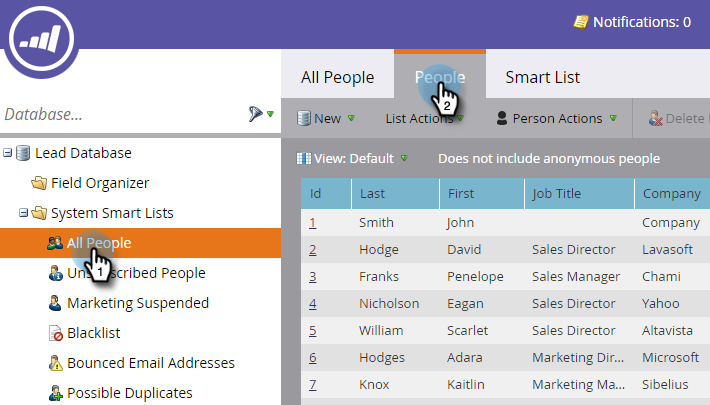 Notifications: 0
All People People Smart List
Database...
New List Actions Person Actions Delete
View: Default Does not include anonymous people
Lead Database
Field Organizer
System Smart Lists
All People
Unsubscribed People
Marketing Suspended
Blacklist
Bounced Email Addresses
Possible Duplicates
Id Last First Job Title Company
1 Smith John Company
2 Hodge David Sales Director Lavasoft
3 Franks Penelope Sales Manager Chami
4 Nicholson Eagan Sales Director Yahoo
5 William Scarlet Sales Director Altavista
6 Hodges Adara Marketing Dir... Microsoft
7 Knox Kaitlin Marketing Ma... Sibelius
1
2